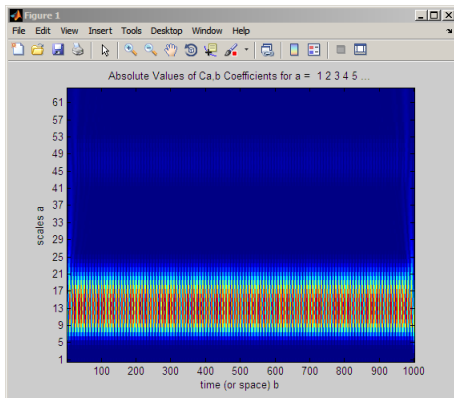 Figure 1
File Edit View Insert Tools Desktop Window Help
Absolute Values of Ca,b Coefficients for a = 1 2 3 4 5 ...
61
57
53
49
45
41
37
33
29
25
21
17
13
9
5
1
scales a
100 200 300 400 500 600 700 800 900 1000
time (or space) b